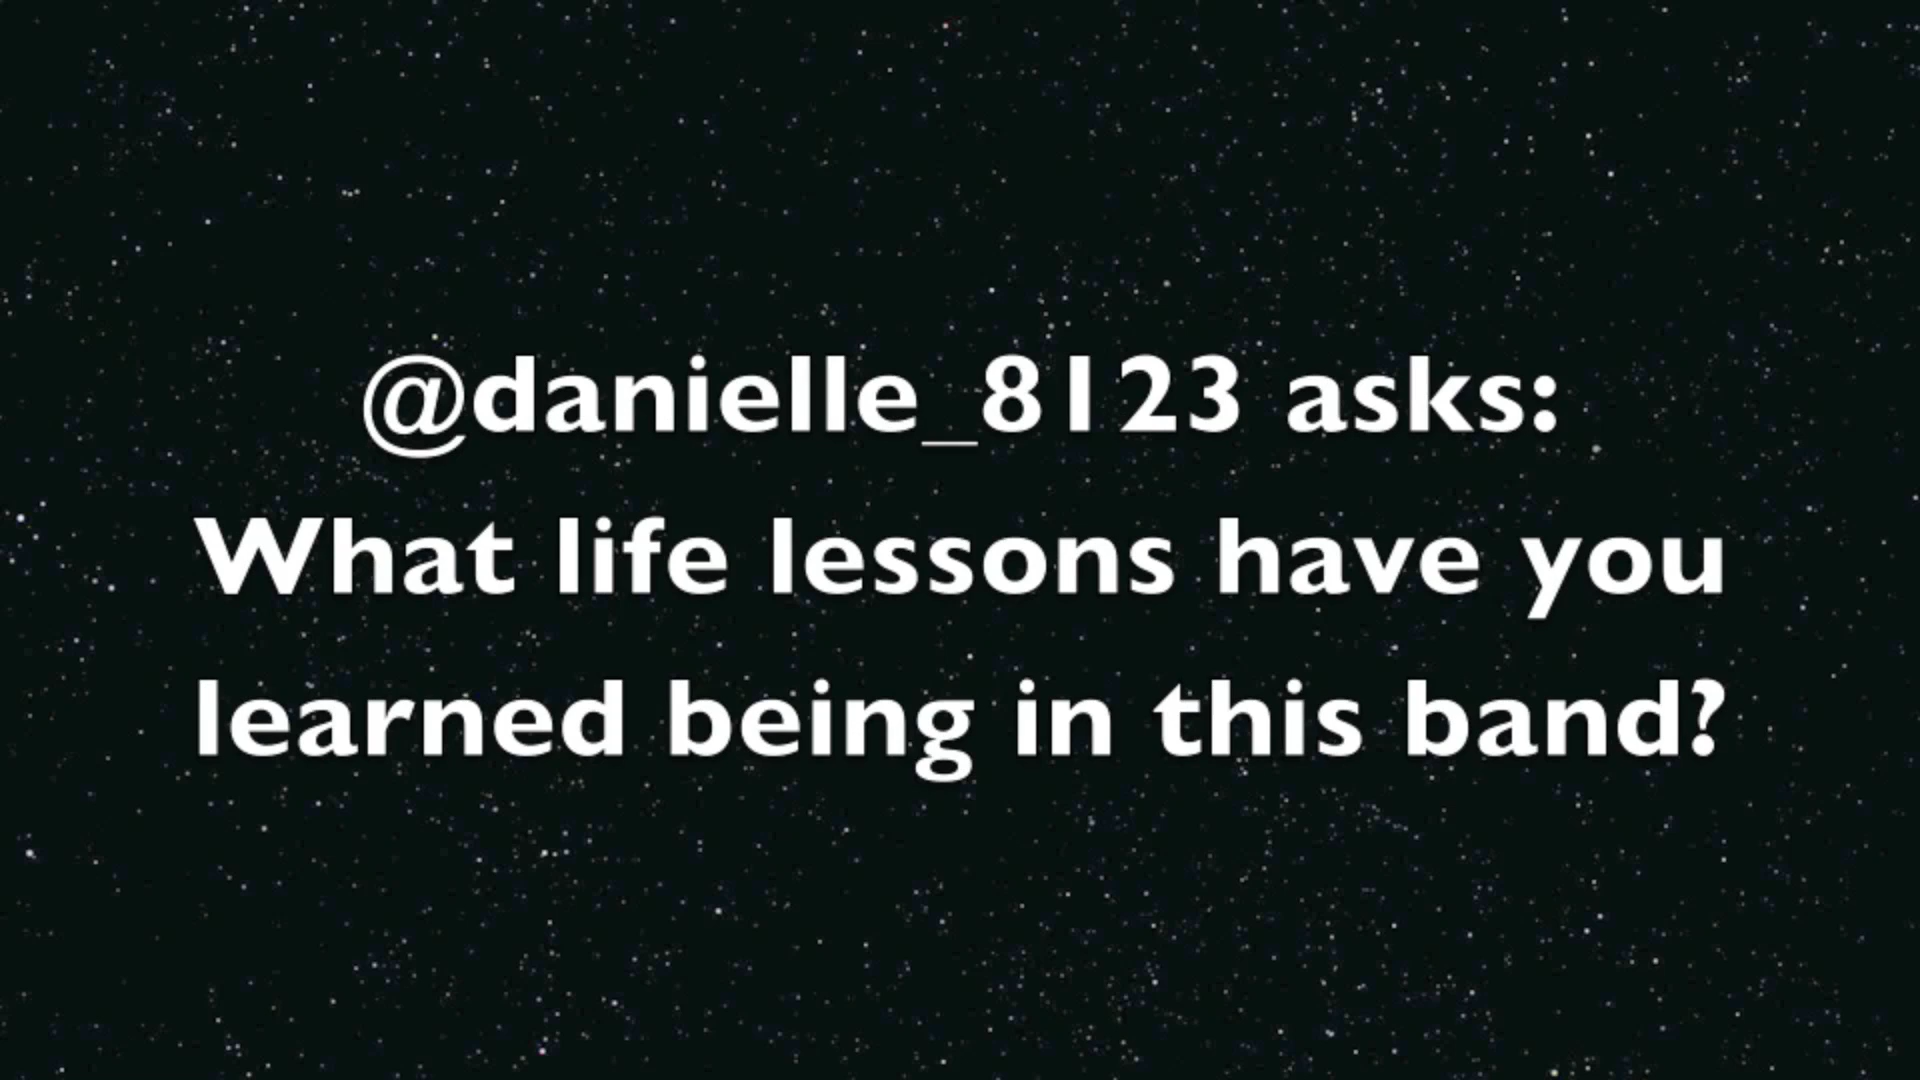 @danielle_8123 asks:
What life lessons have you
learned being in this band?